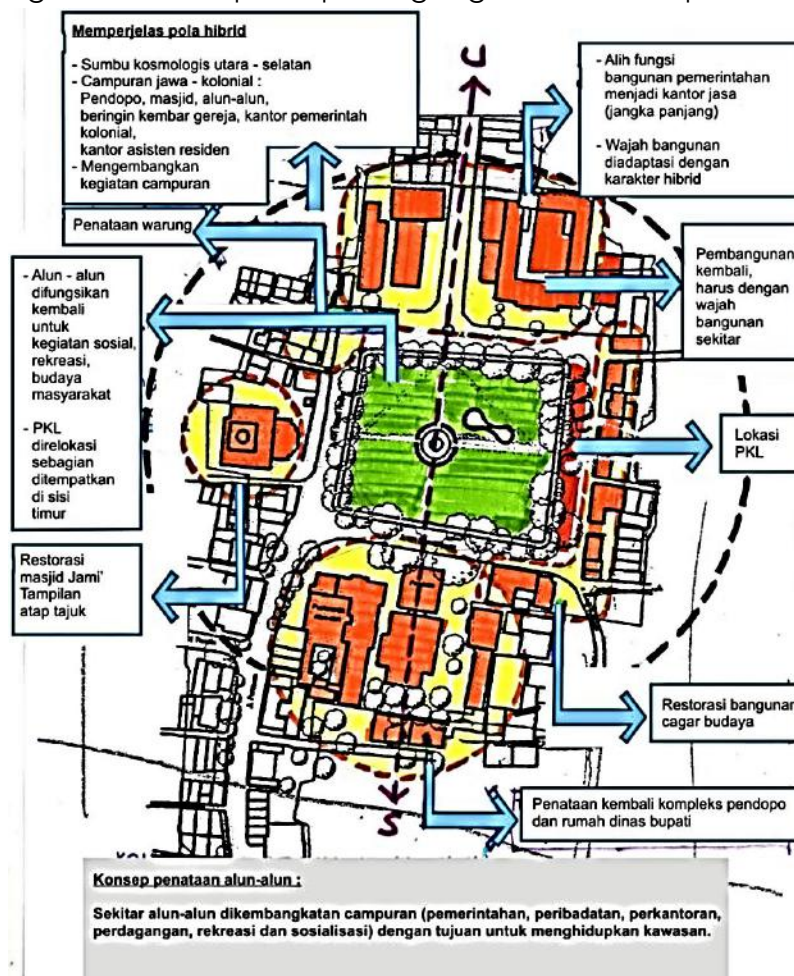 Memperjelas pola hibrid
- Sumbu kosmologis utara - selatan
- Campuran jawa - kolonial :
Pendopo, masjid, alun-alun,
beringin kembar gereja, kantor pemerintah
kolonial,
kantor asisten residen
- Mengembangkan
kegiatan campuran
U
- Alih fungsi
bangunan pemerintahan
menjadi kantor jasa
(jangka panjang)
- Wajah bangunan
diadaptasi dengan
karakter hibrid
Penataan warung
Pembangunan
kembali,
harus dengan
wajah
bangunan
sekitar
- Alun - alun
difungsikan
kembali
untuk
kegiatan sosial,
rekreasi,
budaya
masyarakat
- PKL
direlokasi
sebagian
ditempatkan
di sisi
timur
Lokasi
PKL
Restorasi
masjid Jami'
Tampilan
atap tajuk
Restorasi bangunan
cagar budaya
S
Penataan kembali kompleks pendopo
dan rumah dinas bupati
Konsep penataan alun-alun :
Sekitar alun-alun dikembangkatan campuran (pemerintahan, peribadatan, perkantoran,
perdagangan, rekreasi dan sosialisasi) dengan tujuan untuk menghidupkan kawasan.